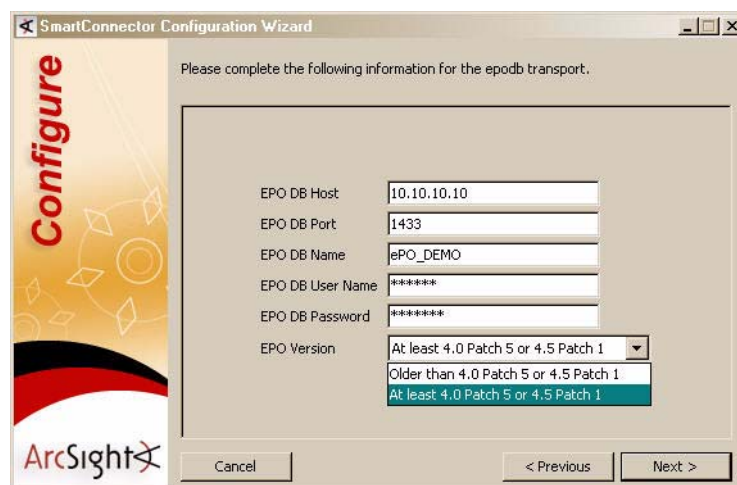 SmartConnector Configuration Wizard
Configure
Please complete the following information for the epodb transport.
EPO DB Host 10.10.10.10
EPO DB Port 1433
EPO DB Name ePO_DEMO
EPO DB User Name ******
EPO DB Password *******
EPO Version At least 4.0 Patch 5 or 4.5 Patch 1
Older than 4.0 Patch 5 or 4.5 Patch 1
At least 4.0 Patch 5 or 4.5 Patch 1
ArcSight
Cancel < Previous Next >